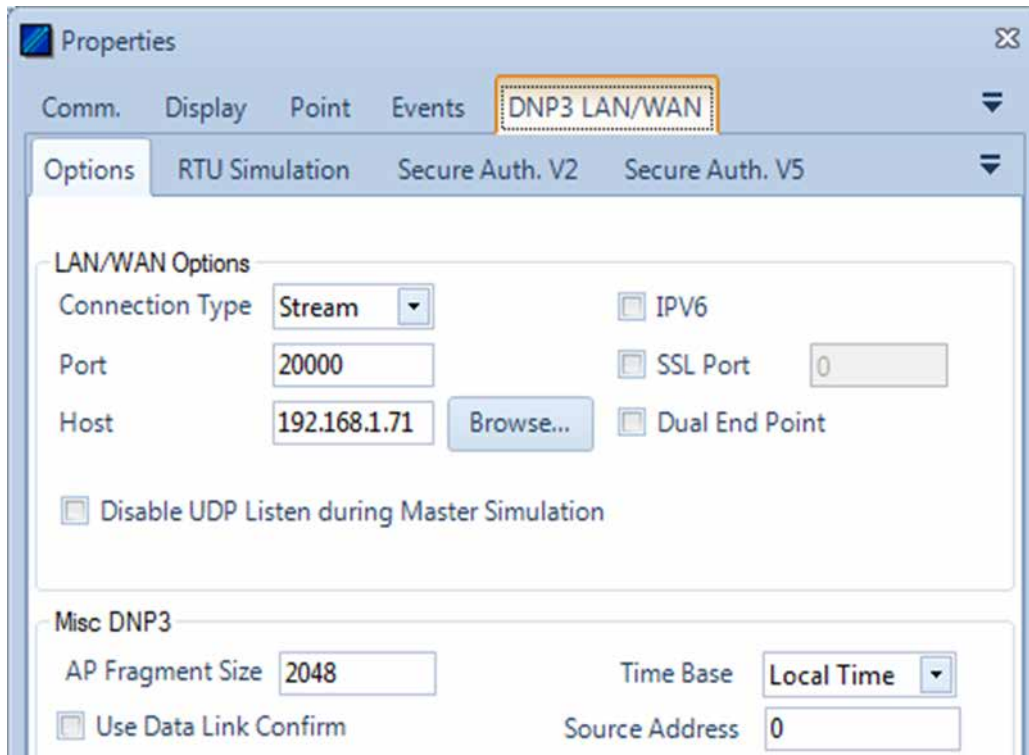 Properties
Comm. Display Point Events DNP3 LAN/WAN
Options RTU Simulation Secure Auth. V2 Secure Auth. V5
LAN/WAN Options
Connection Type Stream IPV6
Port 20000 SSL Port 0
Host 192.168.1.71 Browse... Dual End Point
Disable UDP Listen during Master Simulation
Misc DNP3
AP Fragment Size 2048 Time Base Local Time
Use Data Link Confirm Source Address 0